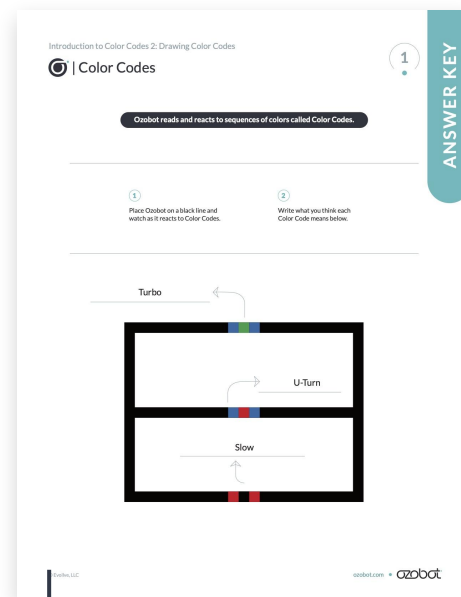 Introduction to Color Codes 2: Drawing Color Codes
| Color Codes
1
ANSWER KEY
Ozobot reads and reacts to sequences of colors called Color Codes.
1
Place Ozobot on a black line and
watch as it reacts to Color Codes.
2
Write what you think each
Color Code means below.
Turbo
U-Turn
Slow
Evollve, LLC
ozobot.com • ozobot